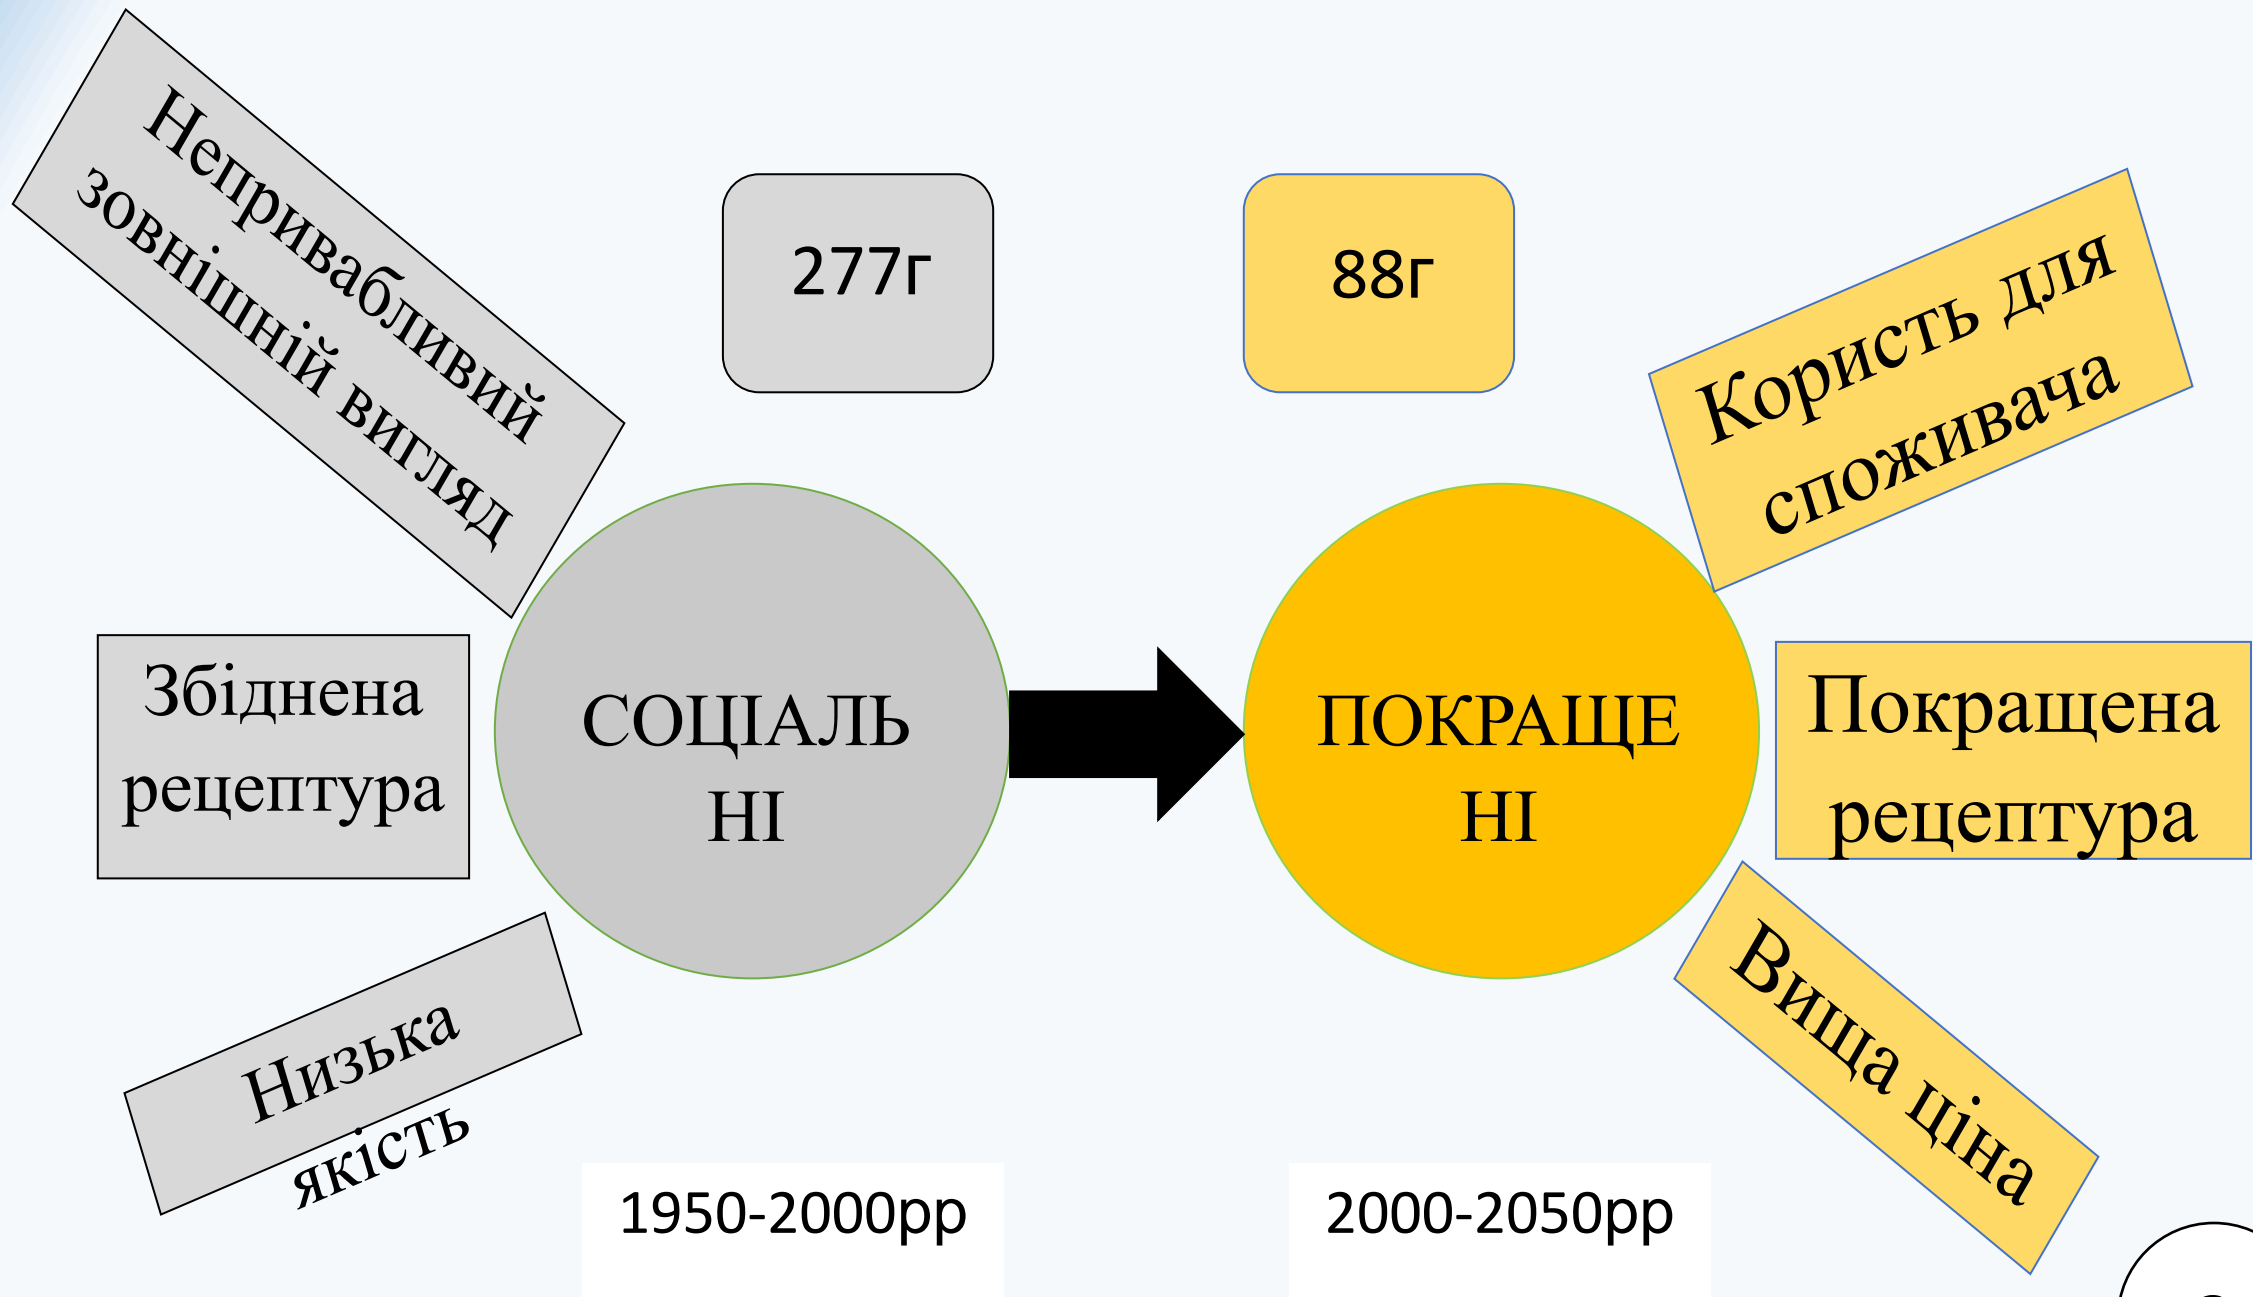 Непривабливий
зовнішній вигляд
277г
88г
Користь для
споживача
Збіднена
рецептура
СОЦІАЛЬ
НІ
ПОКРАЩЕ
НІ
Покращена
рецептура
Низька
якість
Вища ціна
1950-2000рр
2000-2050рр